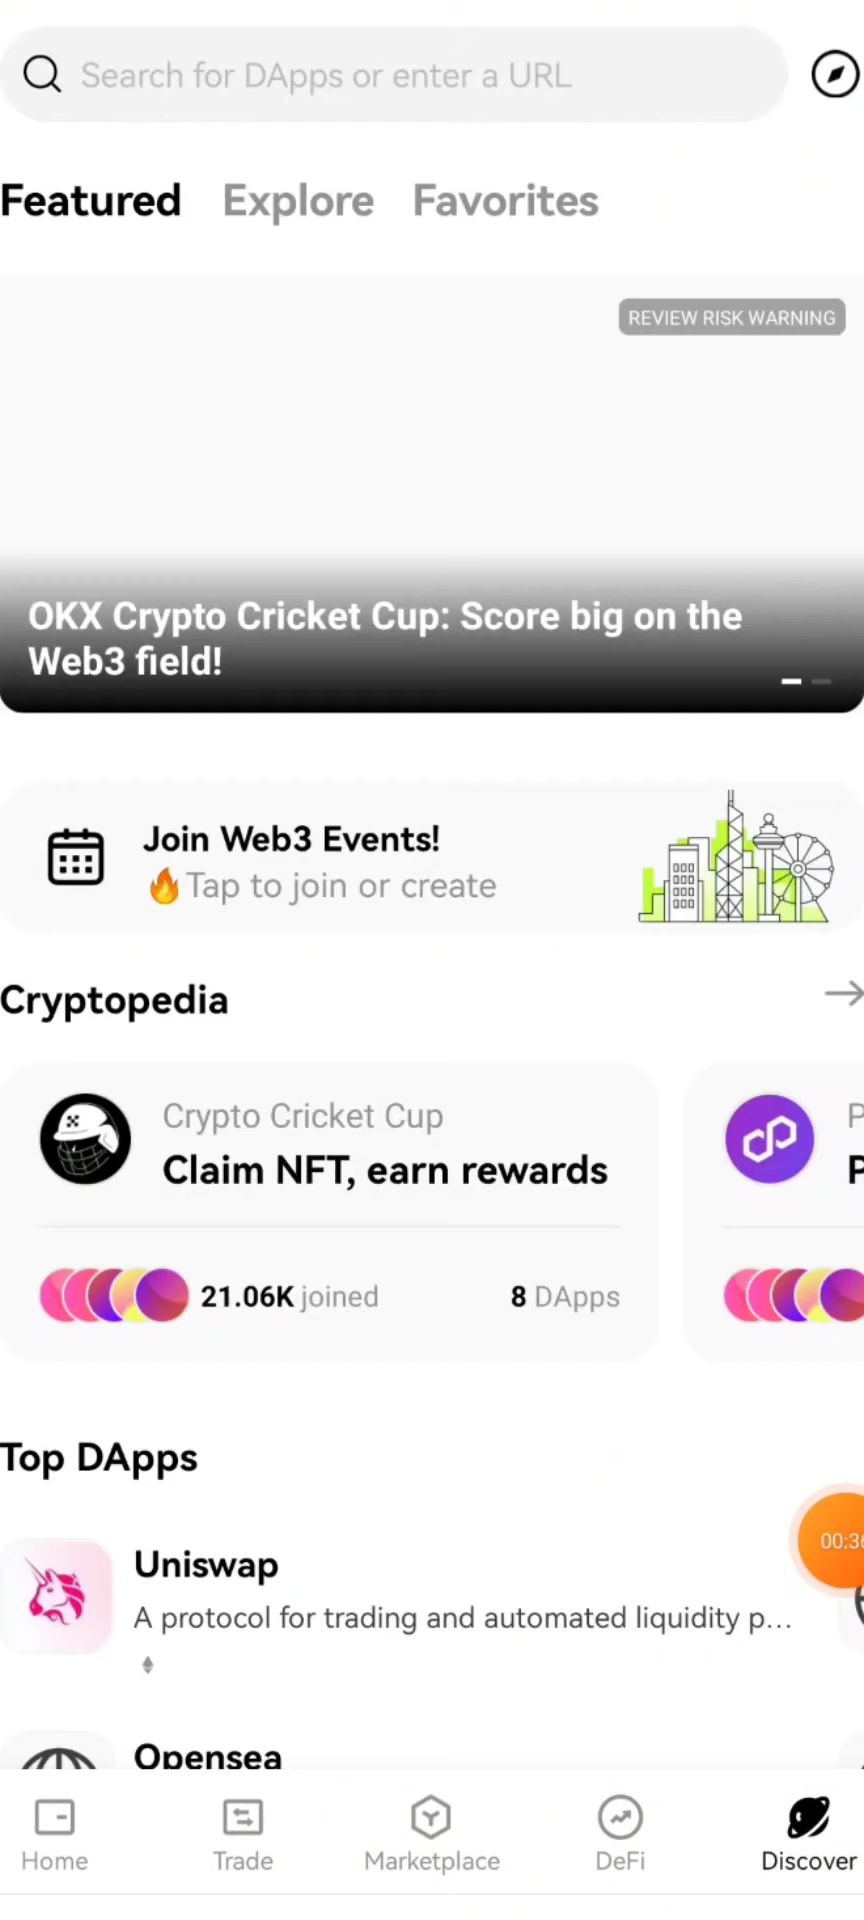 Search for DApps or enter a URL
Featured Explore Favorites
REVIEW RISK WARNING
OKX Crypto Cricket Cup: Score big on the
Web3 field!
Join Web3 Events!
🔥Tap to join or create
Cryptopedia
Crypto Cricket Cup
Claim NFT, earn rewards
21.06K joined 8 DApps
Top DApps
Uniswap
A protocol for trading and automated liquidity p...
Opensea
Home Trade Marketplace DeFi Discover